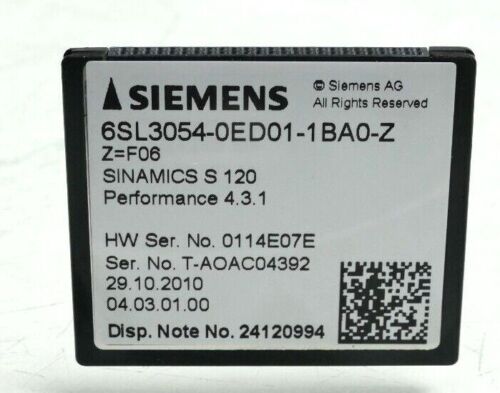 SIEMENS
© Siemens AG
All Rights Reserved
6SL3054-0ED01-1BA0-Z
Z=F06
SINAMICS S 120
Performance 4.3.1
HW Ser. No. 0114E07E
Ser. No. T-AOAC04392
29.10.2010
04.03.01.00
Disp. Note No. 24120994